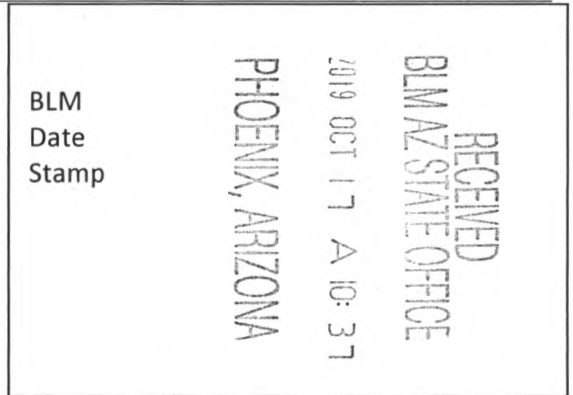 BLM
Date
Stamp
RECEIVED
BLM AZ STATE OFFICE
2019 OCT 17 A 10: 37
PHOENIX, ARIZONA